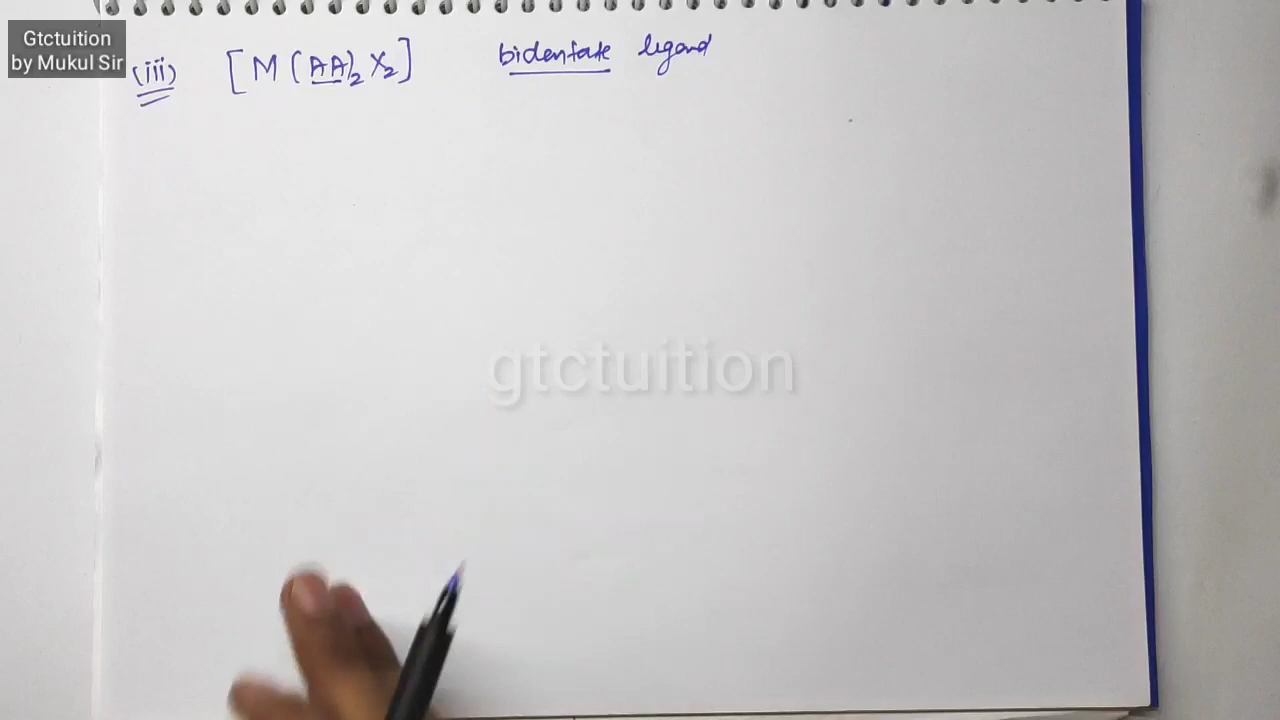 Gtctuition
by Mukul Sir
(iii) [M(AA)₂X₂] bidentate ligand
gtctuition